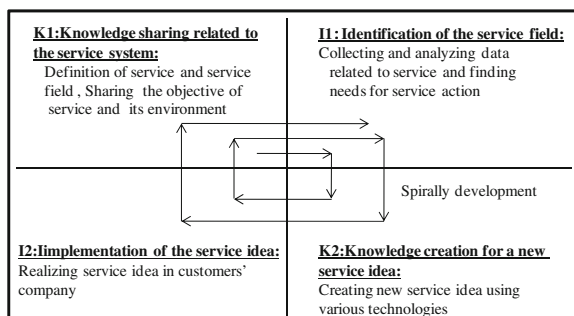 K1:Knowledge sharing related to
the service system:
Definition of service and service
field , Sharing the objective of
service and its environment
I1:Identification of the service field:
Collecting and analyzing data
related to service and finding
needs for service action
Spirally development
I2:Iimplementation of the service idea:
Realizing service idea in customers'
company
K2:Knowledge creation for a new
service idea:
Creating new service idea using
various technologies